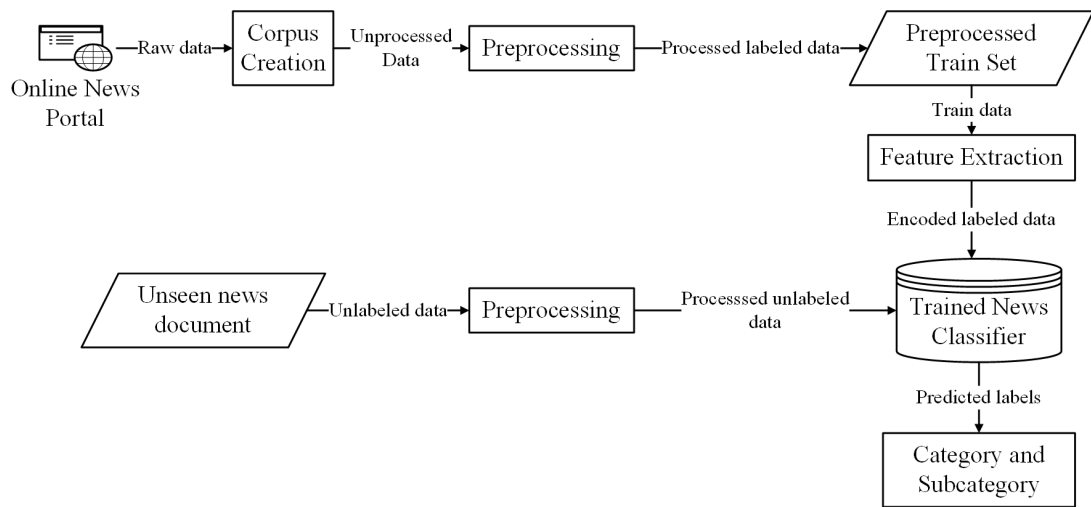 Online News
Portal
Raw data
Corpus
Creation
Unprocessed
Data
Preprocessing
Processed labeled data
Preprocessed
Train Set
Train data
Feature Extraction
Encoded labeled data
Unseen news
document
Unlabeled data
Preprocessing
Processsed unlabeled
data
Trained News
Classifier
Predicted labels
Category and
Subcategory